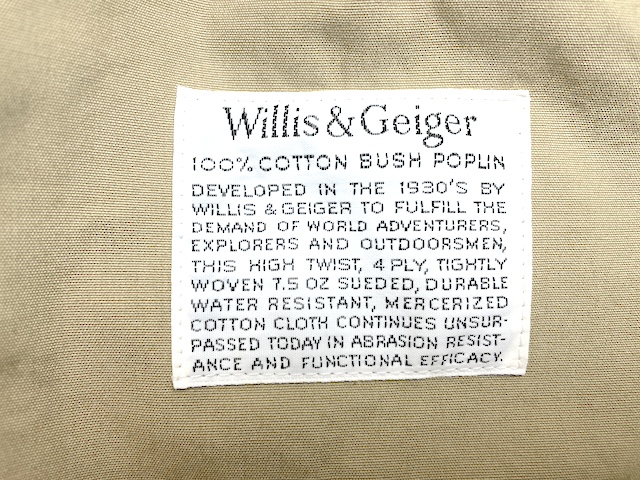 Willis & Geiger
100% COTTON BUSH POPLIN
DEVELOPED IN THE 1930'S BY
WILLIS & GEIGER TO FULFILL THE
DEMAND OF WORLD ADVENTURERS,
EXPLORERS AND OUTDOORSMEN,
THIS HIGH TWIST, 4 PLY, TIGHTLY
WOVEN 7.5 OZ SUEDED, DURABLE
WATER RESISTANT, MERCERIZED
COTTON CLOTH CONTINUES UNSUR-
PASSED TODAY IN ABRASION RESIST-
ANCE AND FUNCTIONAL EFFICACY.